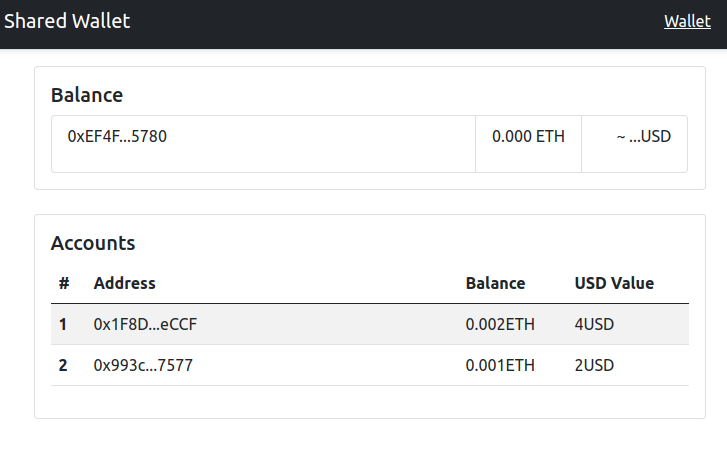 Shared Wallet Wallet
Balance
0xEF4F...5780 0.000 ETH ~ ...USD
Accounts
# Address Balance USD Value
1 0x1F8D...eCCF 0.002ETH 4USD
2 0x993c...7577 0.001ETH 2USD